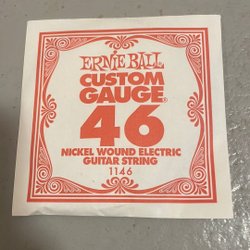 ERNIE BALL
CUSTOM
GAUGE®
46
NICKEL WOUND ELECTRIC
GUITAR STRING
1146